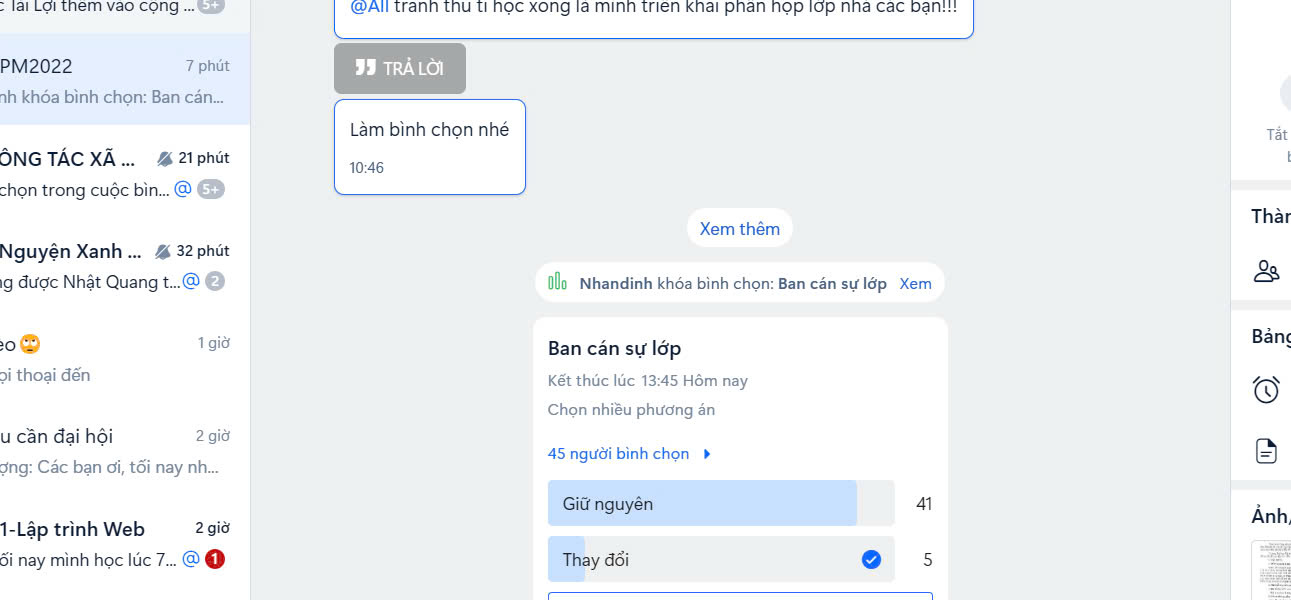 c Tài Lợi thêm vào cộng ... 5+
PM2022 7 phút
nh khóa bình chọn: Ban cán...
ÔNG TÁC XÃ ... 21 phút
chọn trong cuộc bìn... @ 5+
Nguyện Xanh ... 32 phút
ng được Nhật Quang t... @ 2
eo 🙄 1 giờ
ọi thoại đến
u cần đại hội 2 giờ
ợng: Các bạn ơi, tối nay nh...
1-Lập trình Web 2 giờ
ối nay mình học lúc 7... @ 1
@All tranh thủ ti học xong là mình triển khai phần họp lớp nha các bạn!!!
TRẢ LỜI
Làm bình chọn nhé
10:46
Xem thêm
Nhandinh khóa bình chọn: Ban cán sự lớp Xem
Ban cán sự lớp
Kết thúc lúc 13:45 Hôm nay
Chọn nhiều phương án
45 người bình chọn
Giữ nguyên 41
Thay đổi 5
Tắt
b
Thàn
Bảng
Ảnh/